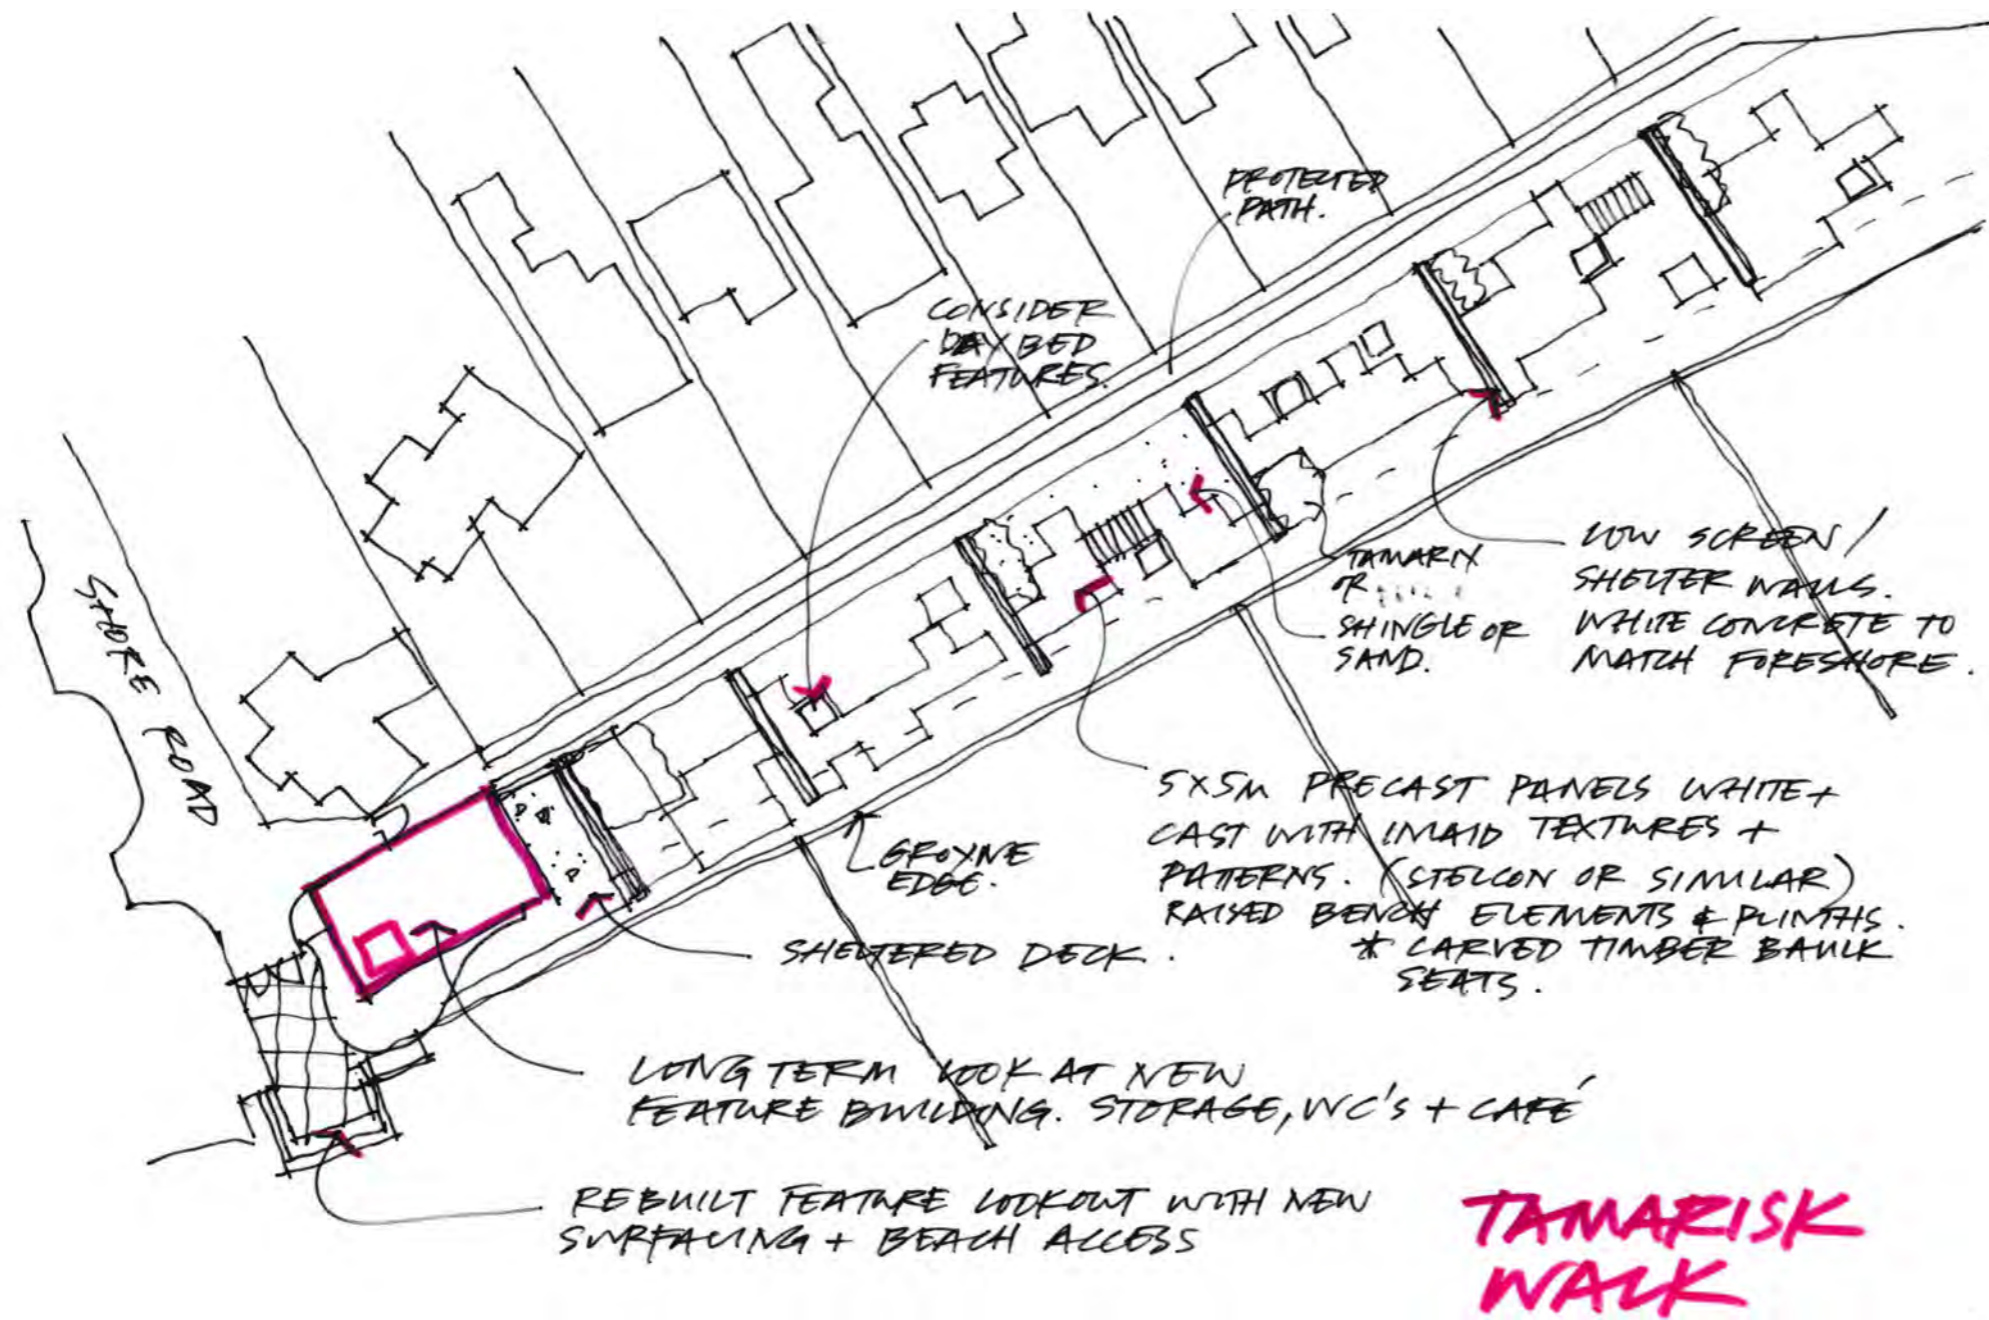 PROTECTED
PATH.
CONSIDER
DAY BED
FEATURES.
SHORE ROAD
TAMARIX
OR
SHINGLE OR
SAND.
LOW SCREEN /
SHELTER WALLS.
WHITE CONCRETE TO
MATCH FORESHORE.
5X5M PRECAST PANELS WHITE +
CAST WITH INLAID TEXTURES +
PATTERNS. (STELCON OR SIMILAR)
RAISED BENCH ELEMENTS & PLINTHS.
* CARVED TIMBER BAULK
SEATS.
GROYNE
EDGE.
SHELTERED DECK.
LONG TERM LOOK AT NEW
FEATURE BUILDING. STORAGE, WC'S + CAFÉ
REBUILT FEATURE LOOKOUT WITH NEW
SURFACING + BEACH ACCESS
TAMARISK
WALK